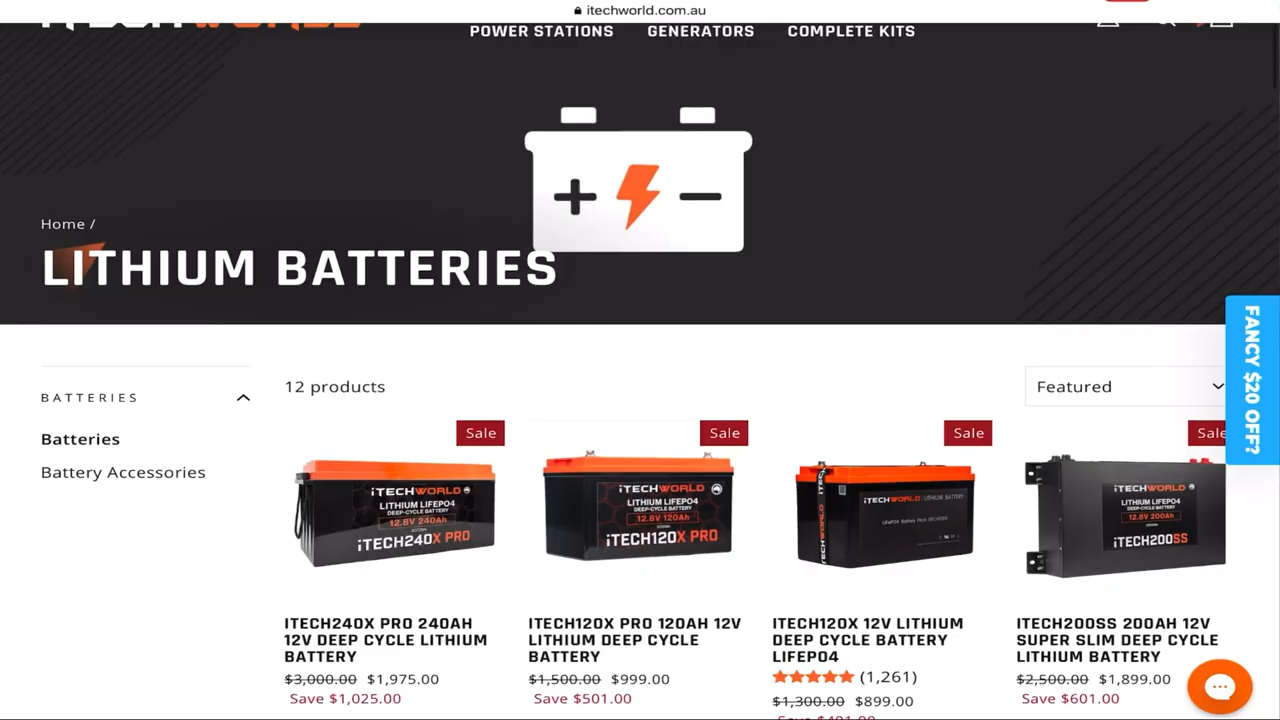 itechworld.com.au
POWER STATIONS
GENERATORS
COMPLETE KITS
Home /
LITHIUM BATTERIES
FANCY $20 OFF?
BATTERIES
Batteries
Battery Accessories
12 products
Featured
Sale
Sale
Sale
Sale
iTECHWORLD
LITHIUM LIFEPO4
DEEP-CYCLE BATTERY
12.8V 240Ah
iTECH240X PRO
iTECHWORLD
LITHIUM LIFEPO4
DEEP-CYCLE BATTERY
12.8V 120Ah
iTECH120X PRO
iTECHWORLD
iTECHWORLD | LITHIUM BATTERY
iTECHWORLD
LITHIUM LIFEPO4
DEEP-CYCLE BATTERY
12.8V 200Ah
iTECH200SS
ITECH240X PRO 240AH
12V DEEP CYCLE LITHIUM
BATTERY
$3,000.00 $1,975.00
Save $1,025.00
ITECH120X PRO 120AH 12V
LITHIUM DEEP CYCLE
BATTERY
$1,500.00 $999.00
Save $501.00
ITECH120X 12V LITHIUM
DEEP CYCLE BATTERY
LIFEPO4
(1,261)
$1,300.00 $899.00
Save $401.00
ITECH200SS 200AH 12V
SUPER SLIM DEEP CYCLE
LITHIUM BATTERY
$2,500.00 $1,899.00
Save $601.00